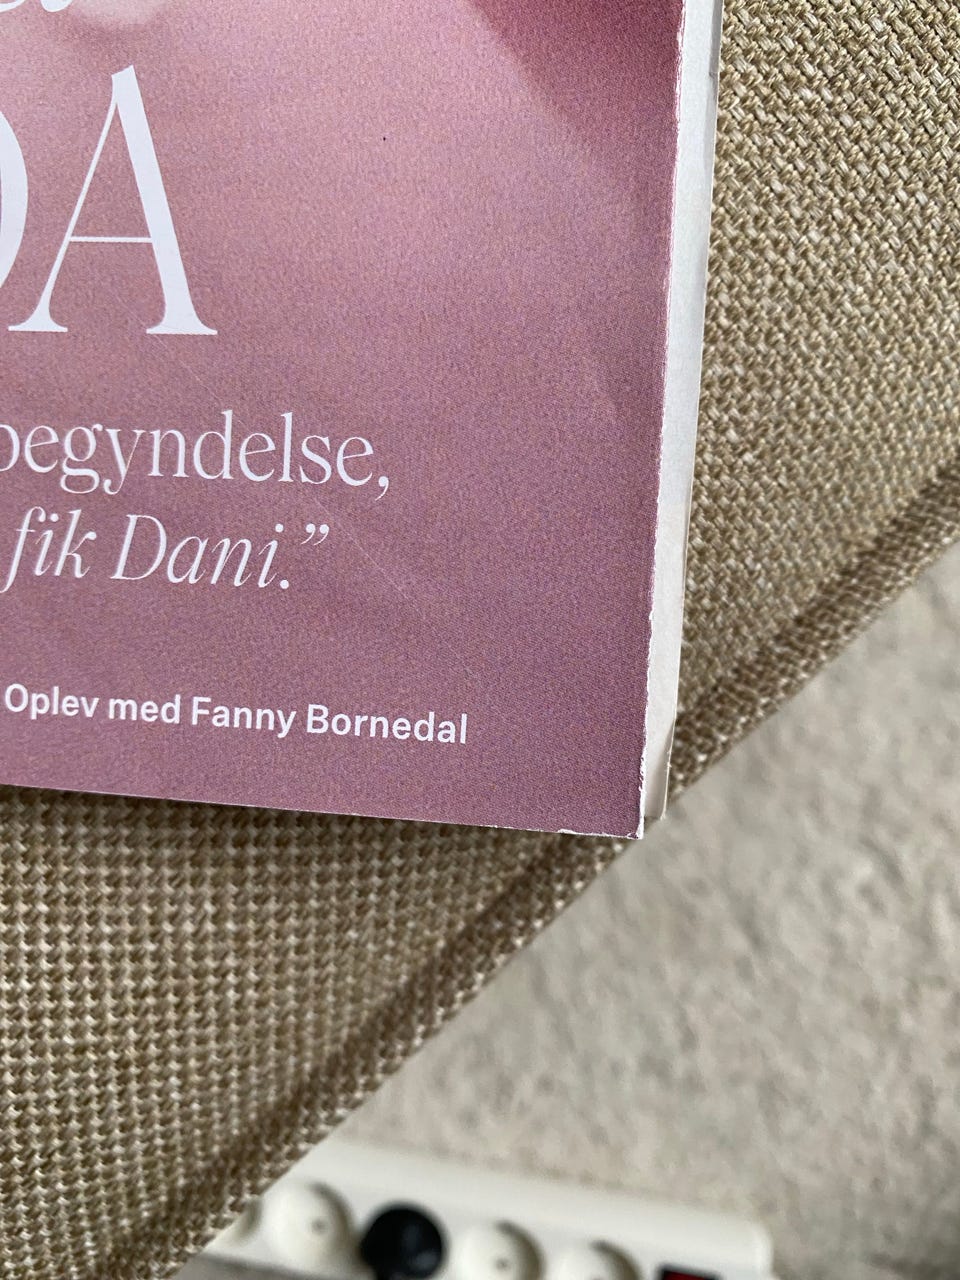 DA
begyndelse,
fik Dani.”
Oplev med Fanny Bornedal